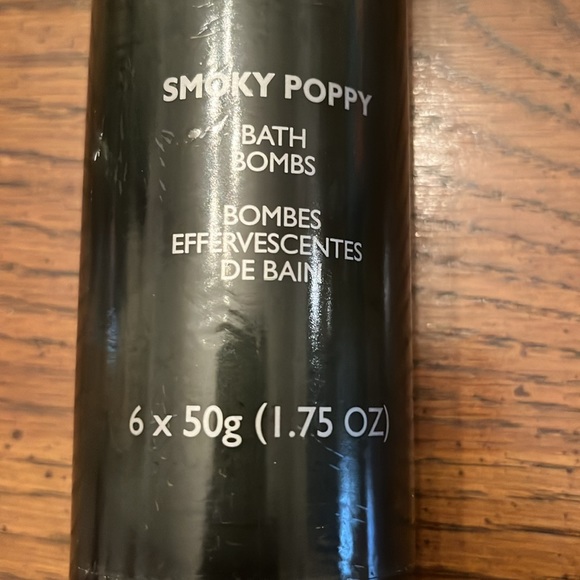 SMOKY POPPY
BATH
BOMBS
BOMBES
EFFERVESCENTES
DE BAIN
6 x 50g (1.75 OZ)